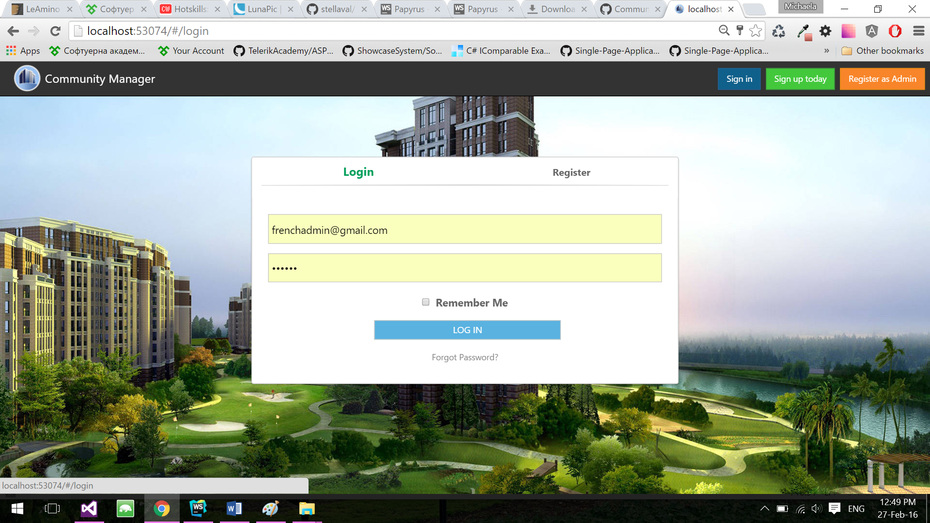 LeAmino
Софтуер
Hotskills
LunaPic
stellaval/
Papyrus
Papyrus
Downloa
Commun
localhos
Michaela
localhost:53074/#/login
Apps
Софтуерна академ...
Your Account
TelerikAcademy/ASP...
ShowcaseSystem/So...
C# IComparable Exa...
Single-Page-Applica...
Single-Page-Applica...
» Other bookmarks
Community Manager
Sign in
Sign up today
Register as Admin
Login
Register
frenchadmin@gmail.com
••••••
Remember Me
LOG IN
Forgot Password?
localhost:53074/#/login
ENG
12:49 PM
27-Feb-16